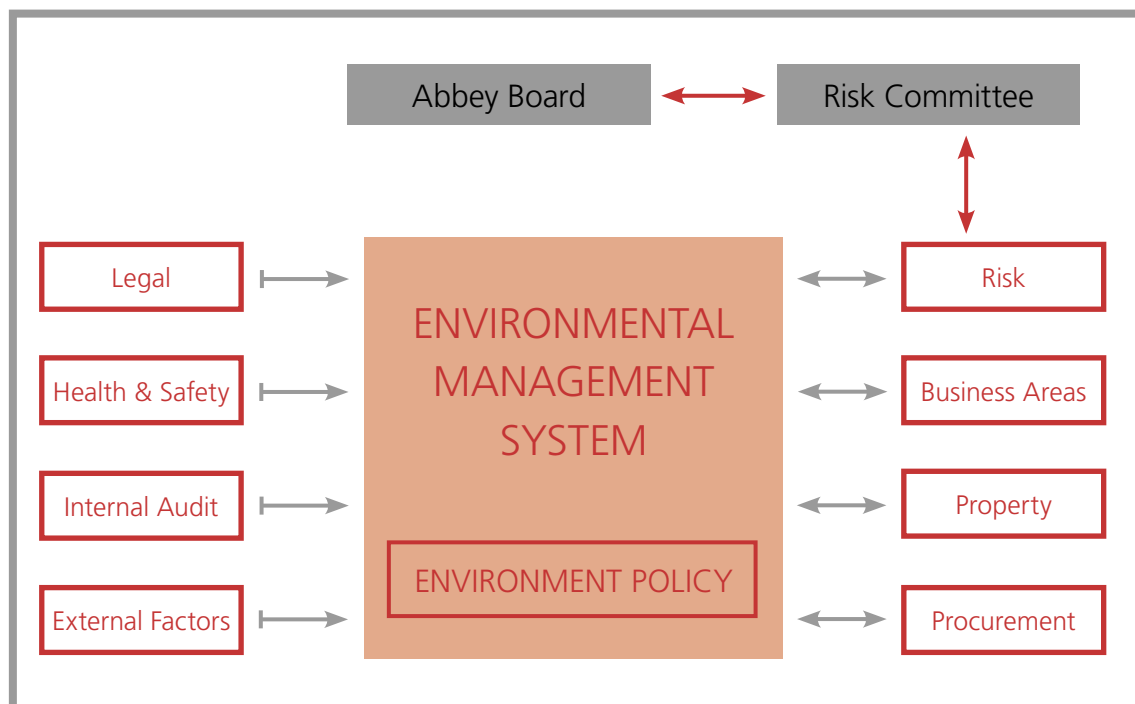 Abbey Board
Risk Committee
Legal
Health & Safety
Internal Audit
External Factors
ENVIRONMENTAL
MANAGEMENT
SYSTEM
ENVIRONMENT POLICY
Risk
Business Areas
Property
Procurement